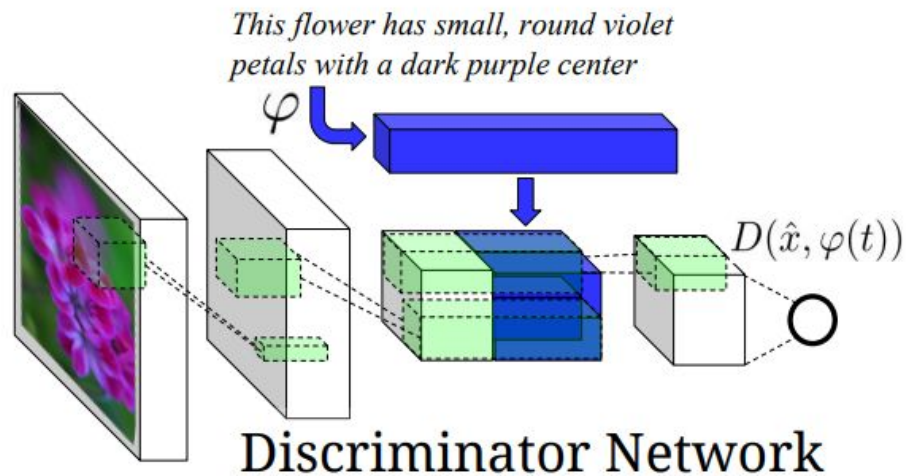 This flower has small, round violet
petals with a dark purple center
φ
D(x̂, φ(t))
Discriminator Network